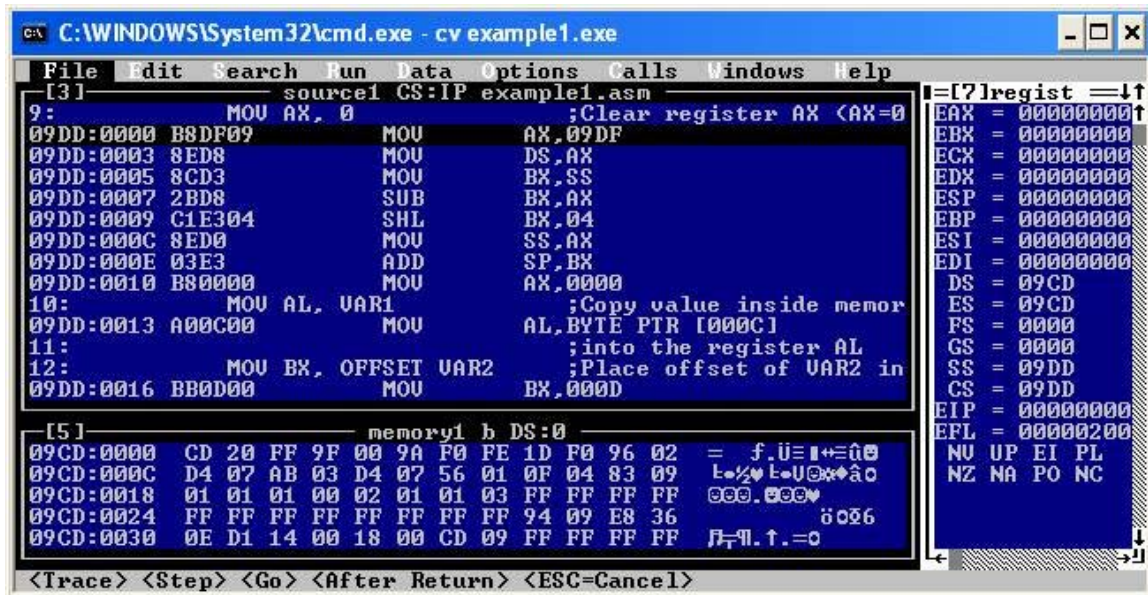 C:\WINDOWS\System32\cmd.exe - cv example1.exe
File Edit Search Run Data Options Calls Windows Help
[3] source1 CS:IP example1.asm
9: MOV AX, 0 ;Clear register AX (AX=0
09DD:0000 B8DF09 MOV AX,09DF
09DD:0003 8ED8 MOV DS,AX
09DD:0005 8CD3 MOV BX,SS
09DD:0007 2BD8 SUB BX,AX
09DD:0009 C1E304 SHL BX,04
09DD:000C 8ED0 MOV SS,AX
09DD:000E 03E3 ADD SP,BX
09DD:0010 B80000 MOV AX,0000
10: MOV AL, VAR1 ;Copy value inside memor
09DD:0013 A00C00 MOV AL,BYTE PTR [000C]
11: ;into the register AL
12: MOV BX, OFFSET VAR2 ;Place offset of VAR2 in
09DD:0016 BB0D00 MOV BX,000D
[5] memory1 b DS:0
09CD:0000 CD 20 FF 9F 00 9A F0 FE 1D F0 96 02
09CD:000C D4 07 AB 03 D4 07 56 01 0F 04 83 09
09CD:0018 01 01 01 00 02 01 01 03 FF FF FF FF
09CD:0024 FF FF FF FF FF FF FF FF 94 09 E8 36
09CD:0030 0E D1 14 00 18 00 CD 09 FF FF FF FF
[7]regist
EAX = 00000000
EBX = 00000000
ECX = 00000000
EDX = 00000000
ESP = 00000000
EBP = 00000000
ESI = 00000000
EDI = 00000000
DS = 09CD
ES = 09CD
FS = 0000
GS = 0000
SS = 09DD
CS = 09DD
EIP = 00000000
EFL = 00000200
NV UP EI PL
NZ NA PO NC
<Trace> <Step> <Go> <After Return> <ESC=Cancel>